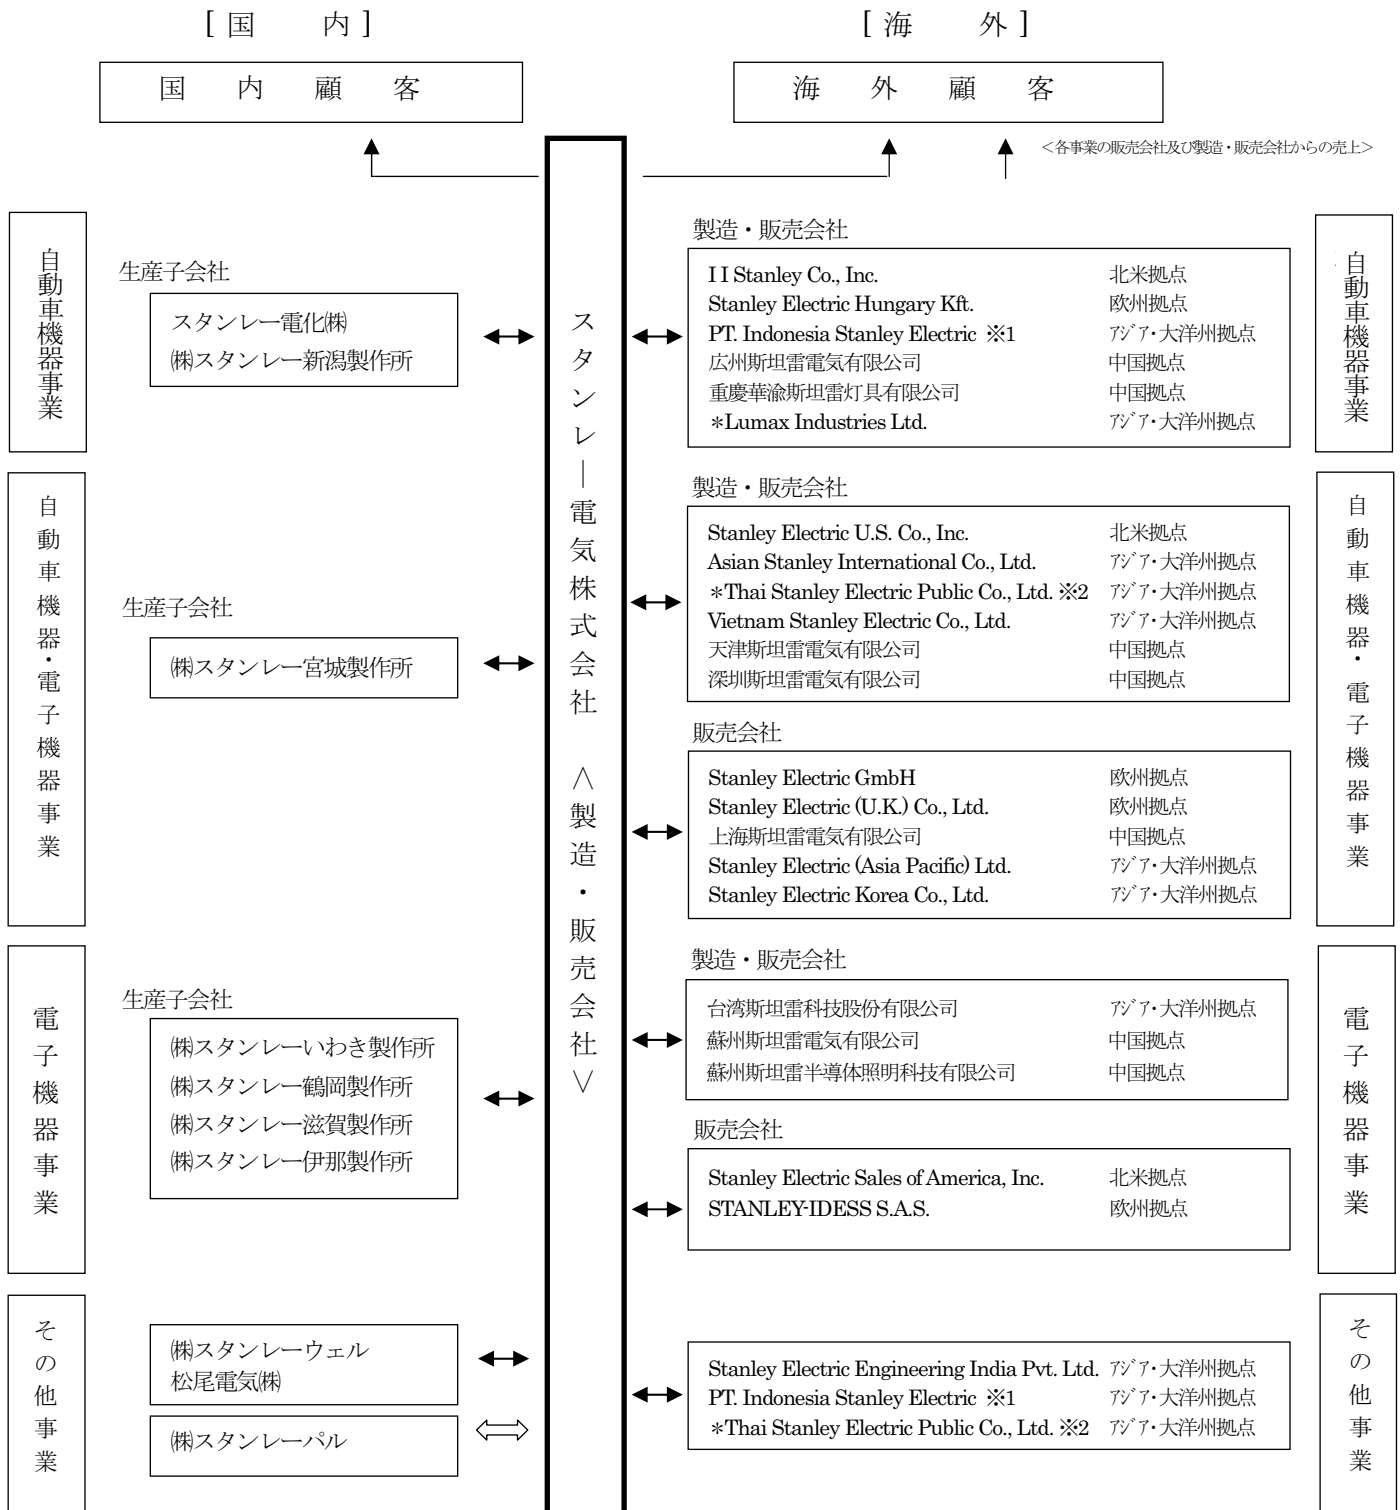 [国　内]
[海　外]
国内顧客
海外顧客
＜各事業の販売会社及び製造・販売会社からの売上＞
自動車機器事業
生産子会社
スタンレー電化㈱
㈱スタンレー新潟製作所
スタンレー電気株式会社　＜製造・販売会社＞
製造・販売会社
I I Stanley Co., Inc.　北米拠点
Stanley Electric Hungary Kft.　欧州拠点
PT. Indonesia Stanley Electric ※1　アジア・大洋州拠点
広州斯坦雷電気有限公司　中国拠点
重慶華渝斯坦雷灯具有限公司　中国拠点
*Lumax Industries Ltd.　アジア・大洋州拠点
自動車機器事業
自動車機器・電子機器事業
生産子会社
㈱スタンレー宮城製作所
製造・販売会社
Stanley Electric U.S. Co., Inc.　北米拠点
Asian Stanley International Co., Ltd.　アジア・大洋州拠点
*Thai Stanley Electric Public Co., Ltd. ※2　アジア・大洋州拠点
Vietnam Stanley Electric Co., Ltd.　アジア・大洋州拠点
天津斯坦雷電気有限公司　中国拠点
深圳斯坦雷電気有限公司　中国拠点
販売会社
Stanley Electric GmbH　欧州拠点
Stanley Electric (U.K.) Co., Ltd.　欧州拠点
上海斯坦雷電気有限公司　中国拠点
Stanley Electric (Asia Pacific) Ltd.　アジア・大洋州拠点
Stanley Electric Korea Co., Ltd.　アジア・大洋州拠点
自動車機器・電子機器事業
電子機器事業
生産子会社
㈱スタンレーいわき製作所
㈱スタンレー鶴岡製作所
㈱スタンレー滋賀製作所
㈱スタンレー伊那製作所
製造・販売会社
台湾斯坦雷科技股份有限公司　アジア・大洋州拠点
蘇州斯坦雷電気有限公司　中国拠点
蘇州斯坦雷半導体照明科技有限公司　中国拠点
販売会社
Stanley Electric Sales of America, Inc.　北米拠点
STANLEY-IDESS S.A.S.　欧州拠点
電子機器事業
その他事業
㈱スタンレーウェル
松尾電気㈱
㈱スタンレーパル
Stanley Electric Engineering India Pvt. Ltd.　アジア・大洋州拠点
PT. Indonesia Stanley Electric ※1　アジア・大洋州拠点
*Thai Stanley Electric Public Co., Ltd. ※2　アジア・大洋州拠点
その他事業